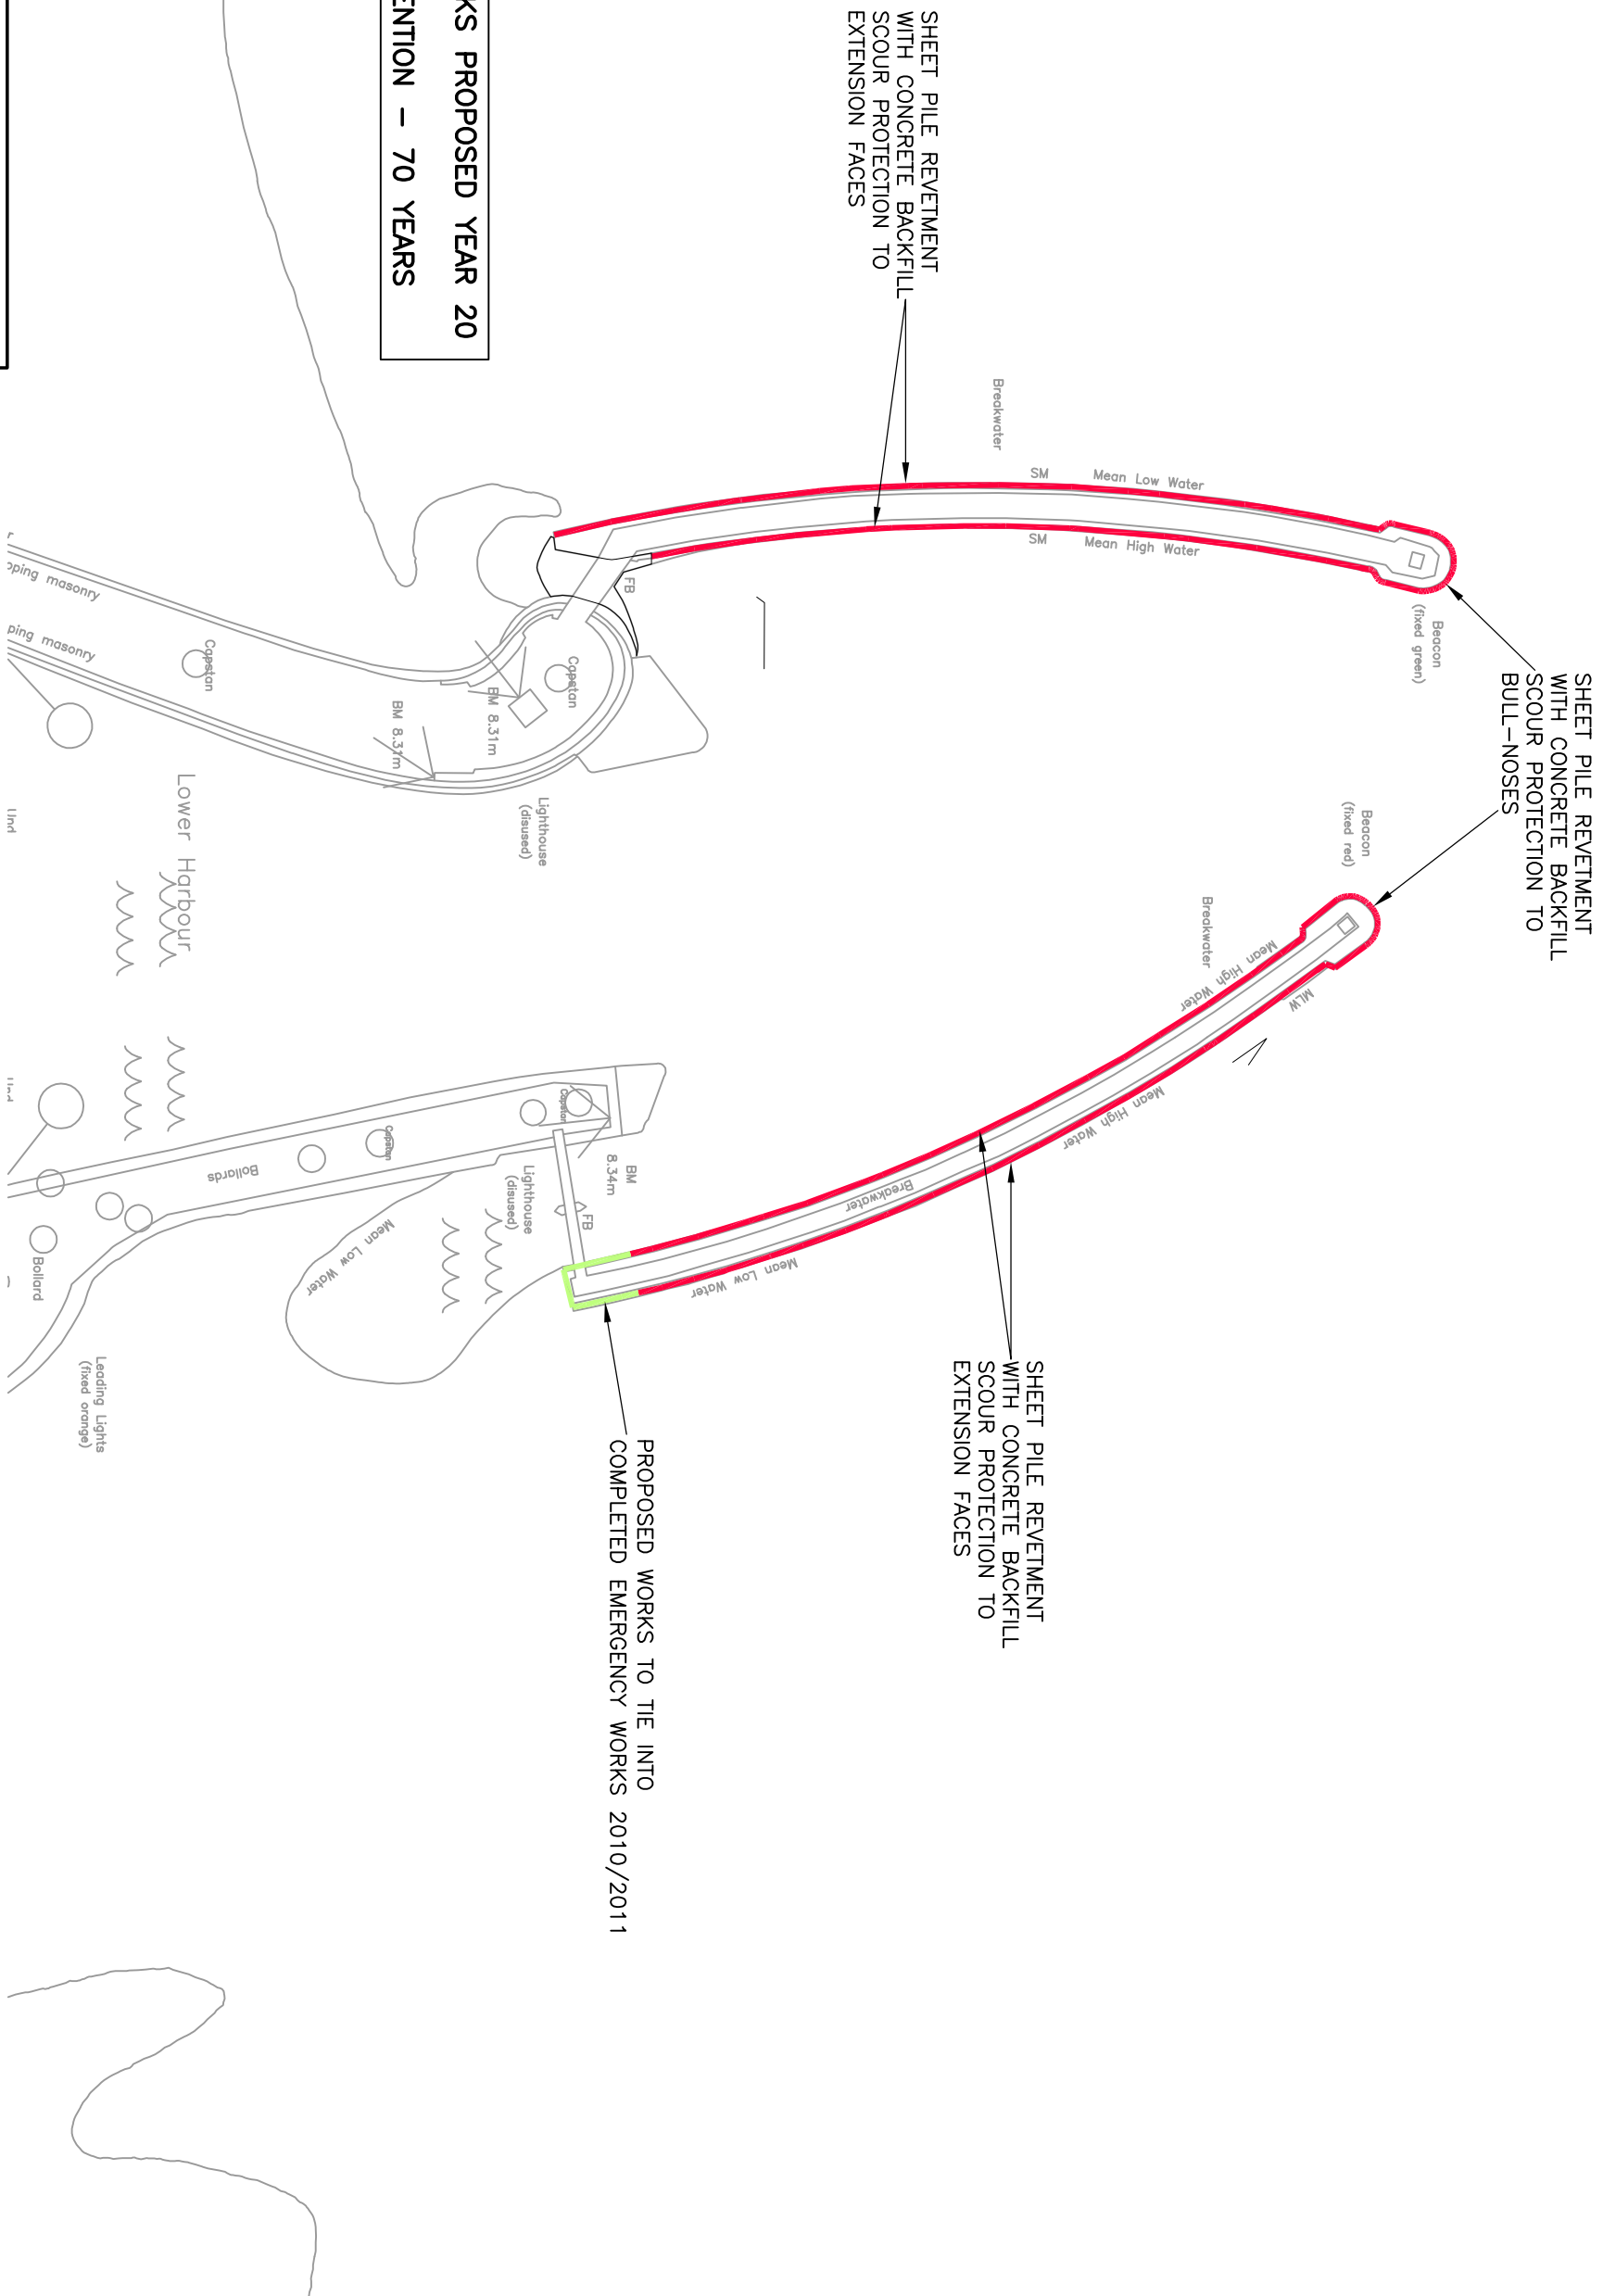 SHEET PILE REVETMENT
WITH CONCRETE BACKFILL
SCOUR PROTECTION TO
BULL-NOSES
SHEET PILE REVETMENT
WITH CONCRETE BACKFILL
SCOUR PROTECTION TO
EXTENSION FACES
SHEET PILE REVETMENT
WITH CONCRETE BACKFILL
SCOUR PROTECTION TO
EXTENSION FACES
PROPOSED WORKS TO TIE INTO
COMPLETED EMERGENCY WORKS 2010/2011
KS PROPOSED YEAR 20
ENTION - 70 YEARS
Beacon
(fixed green)
Beacon
(fixed red)
Breakwater
SM
Mean Low Water
SM
Mean High Water
Breakwater
Mean High Water
MLW
Mean High Water
Breakwater
Mean Low Water
FB
Capstan
BM 8.31m
Lighthouse
(disused)
Capstan
BM 8.31m
pping masonry
ping masonry
Lower Harbour
BM
8.34m
FB
Lighthouse
(disused)
Capstan
Capstan
Bollards
Mean Low Water
Bollard
Leading Lights
(fixed orange)